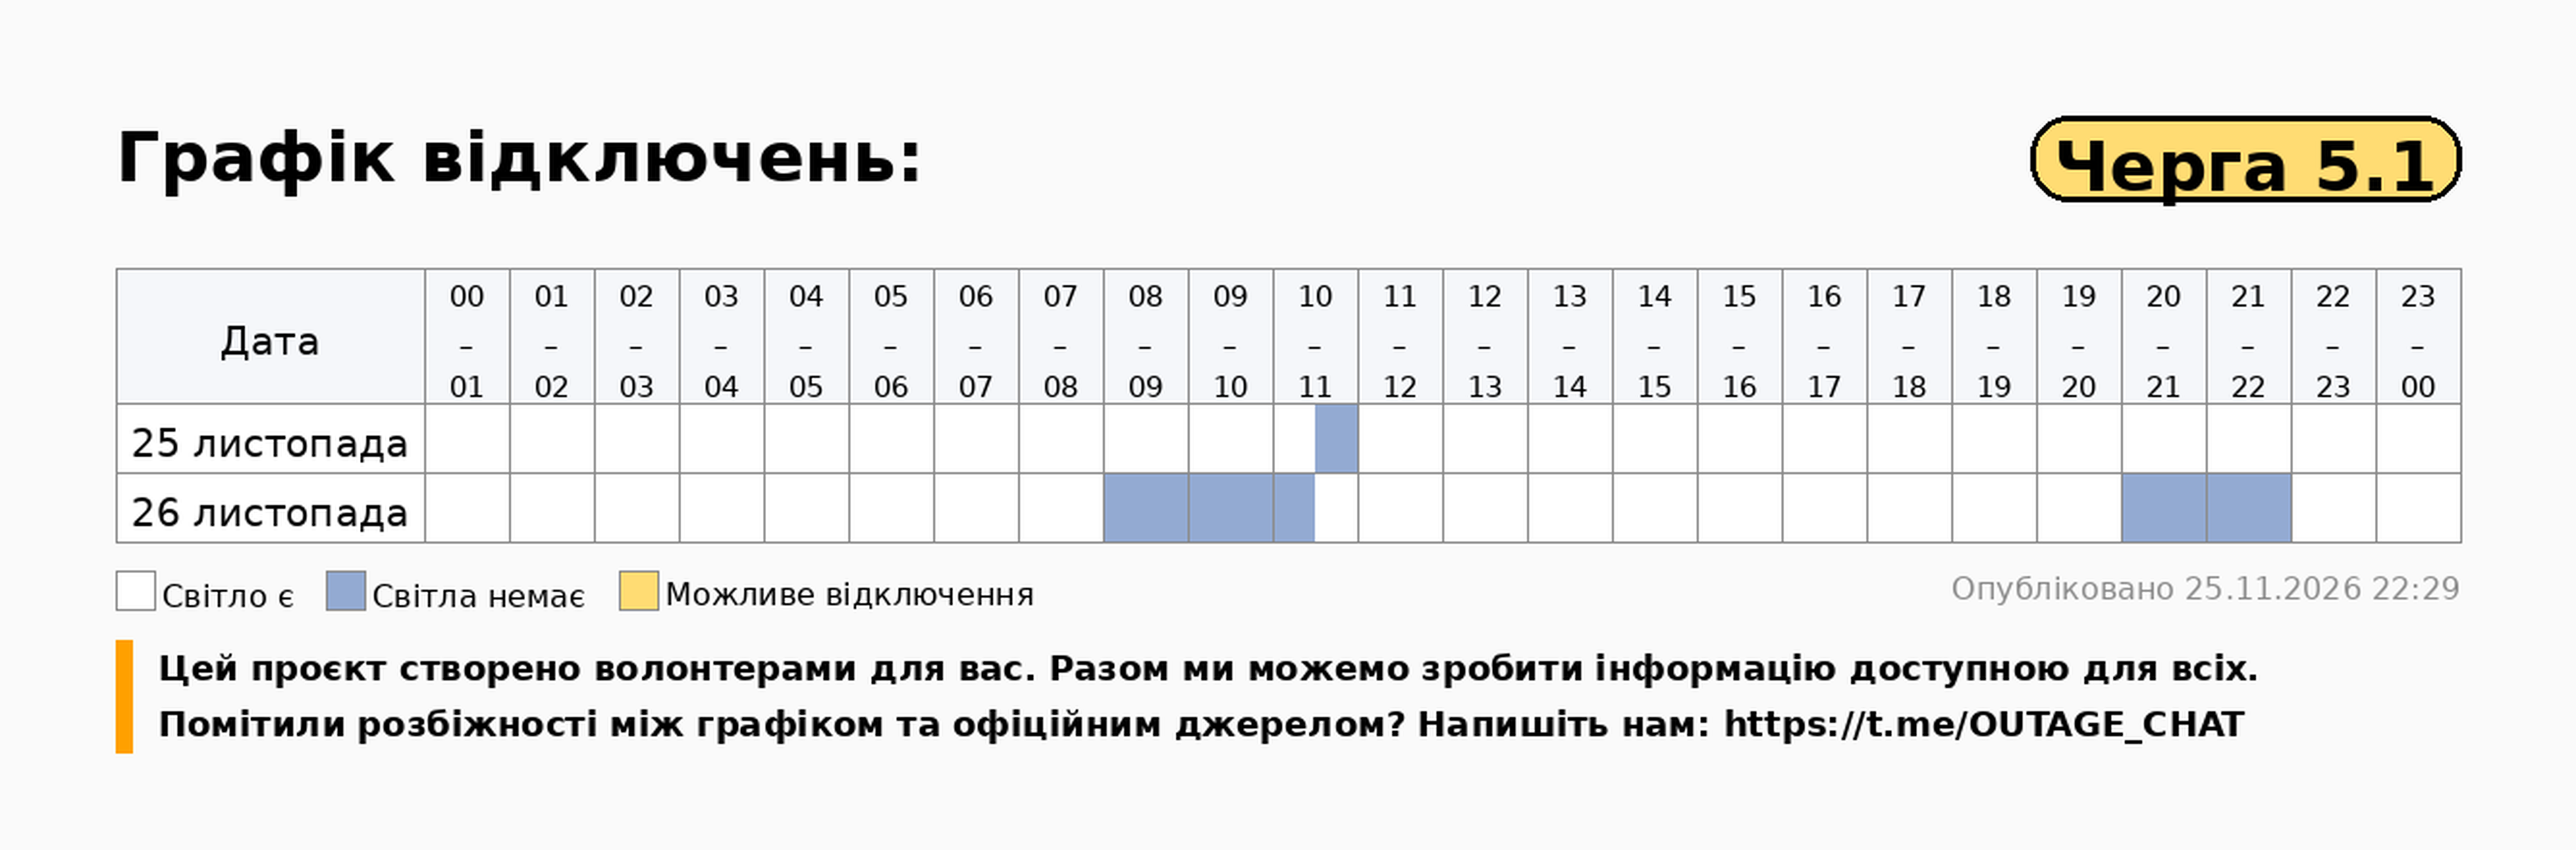 Графік відключень:
Черга 5.1
Дата
00 – 01
01 – 02
02 – 03
03 – 04
04 – 05
05 – 06
06 – 07
07 – 08
08 – 09
09 – 10
10 – 11
11 – 12
12 – 13
13 – 14
14 – 15
15 – 16
16 – 17
17 – 18
18 – 19
19 – 20
20 – 21
21 – 22
22 – 23
23 – 00
25 листопада
26 листопада
Світло є
Світла немає
Можливе відключення
Опубліковано 25.11.2026 22:29
Цей проєкт створено волонтерами для вас. Разом ми можемо зробити інформацію доступною для всіх.
Помітили розбіжності між графіком та офіційним джерелом? Напишіть нам: https://t.me/OUTAGE_CHAT